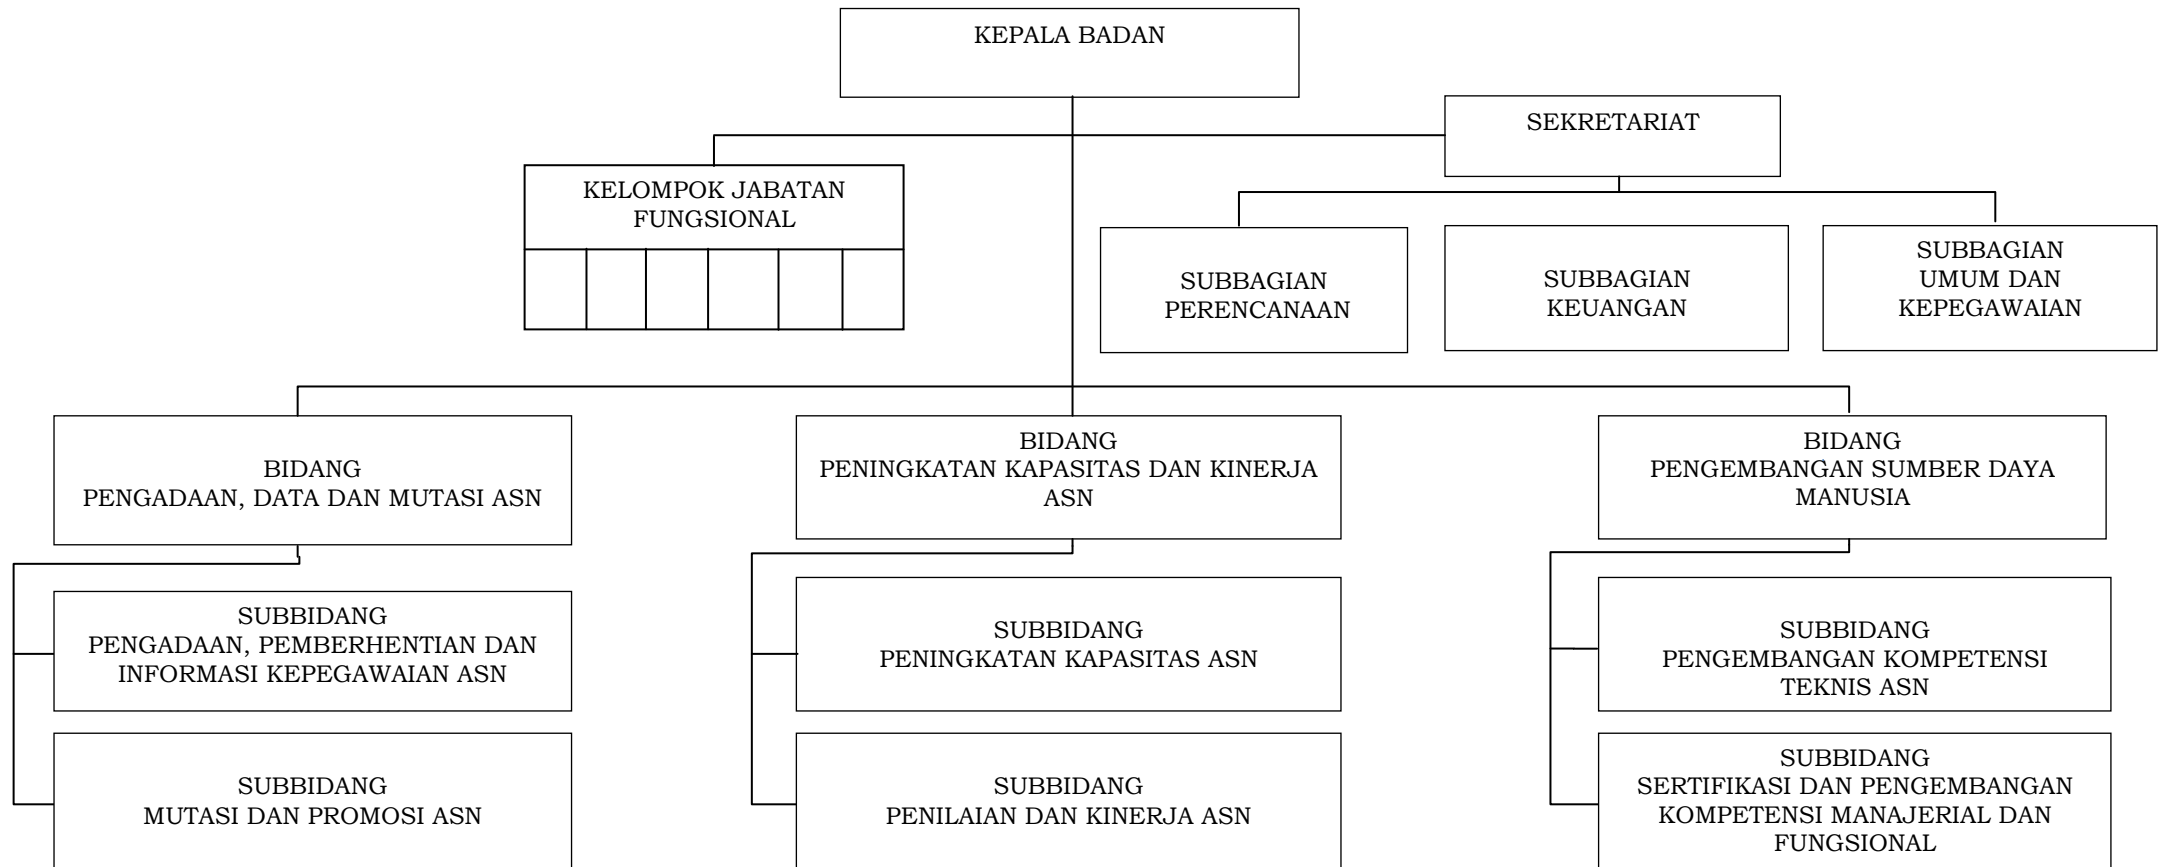 KEPALA BADAN
SEKRETARIAT
KELOMPOK JABATAN
FUNGSIONAL
SUBBAGIAN
PERENCANAAN
SUBBAGIAN
KEUANGAN
SUBBAGIAN
UMUM DAN
KEPEGAWAIAN
BIDANG
PENGADAAN, DATA DAN MUTASI ASN
BIDANG
PENINGKATAN KAPASITAS DAN KINERJA
ASN
BIDANG
PENGEMBANGAN SUMBER DAYA
MANUSIA
SUBBIDANG
PENGADAAN, PEMBERHENTIAN DAN
INFORMASI KEPEGAWAIAN ASN
SUBBIDANG
PENINGKATAN KAPASITAS ASN
SUBBIDANG
PENGEMBANGAN KOMPETENSI
TEKNIS ASN
SUBBIDANG
MUTASI DAN PROMOSI ASN
SUBBIDANG
PENILAIAN DAN KINERJA ASN
SUBBIDANG
SERTIFIKASI DAN PENGEMBANGAN
KOMPETENSI MANAJERIAL DAN
FUNGSIONAL